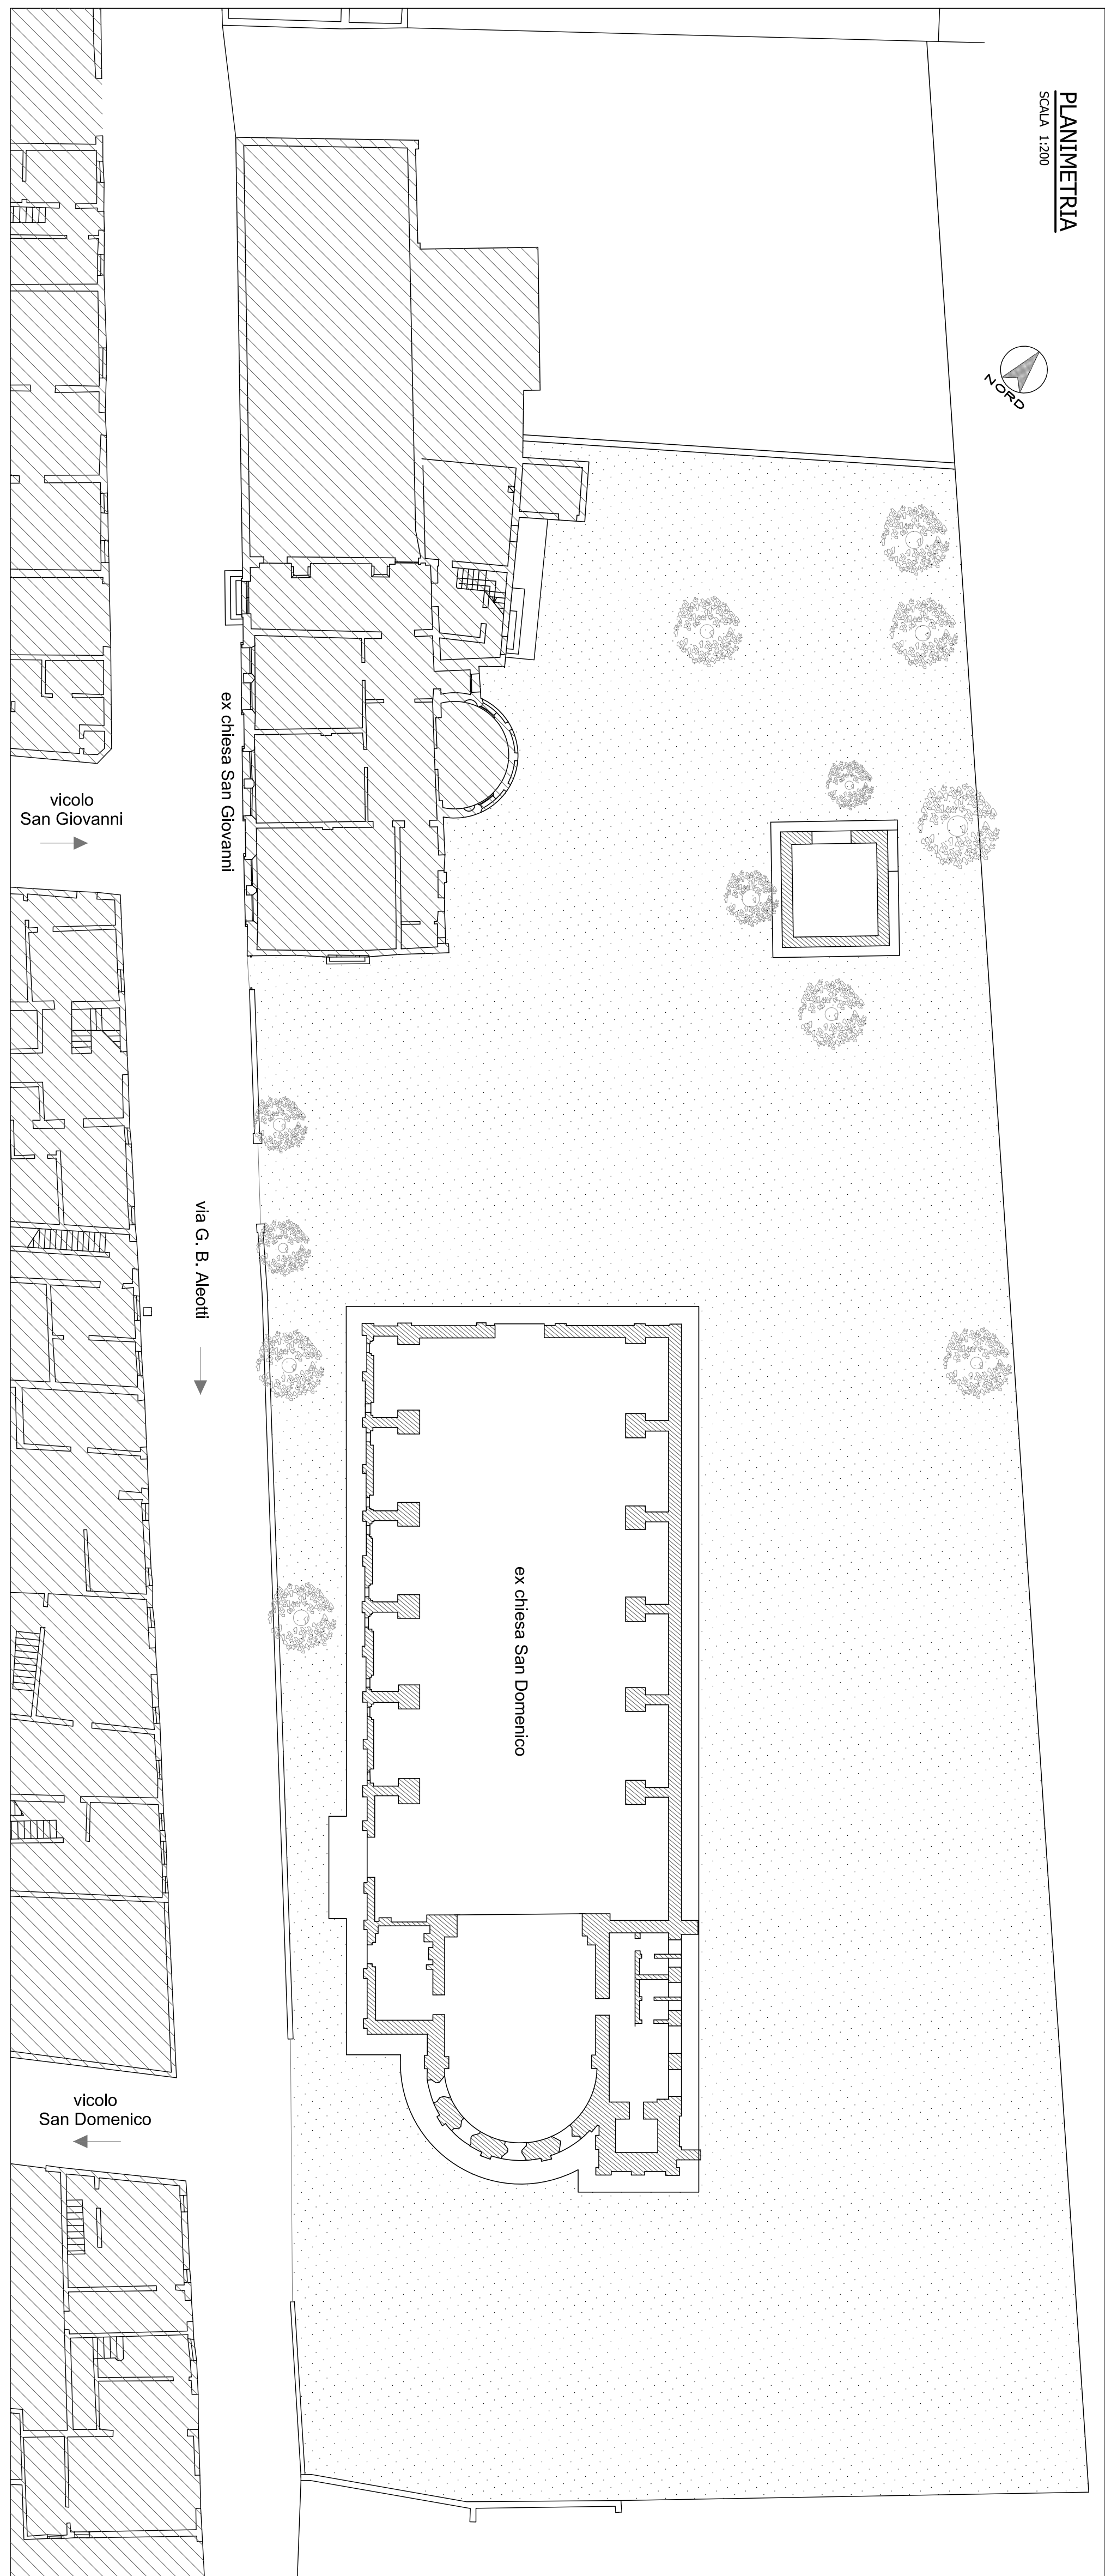 PLANIMETRIA
SCALA 1:200
NORD
ex chiesa San Giovanni
vicolo
San Giovanni
via G. B. Aleotti
ex chiesa San Domenico
vicolo
San Domenico